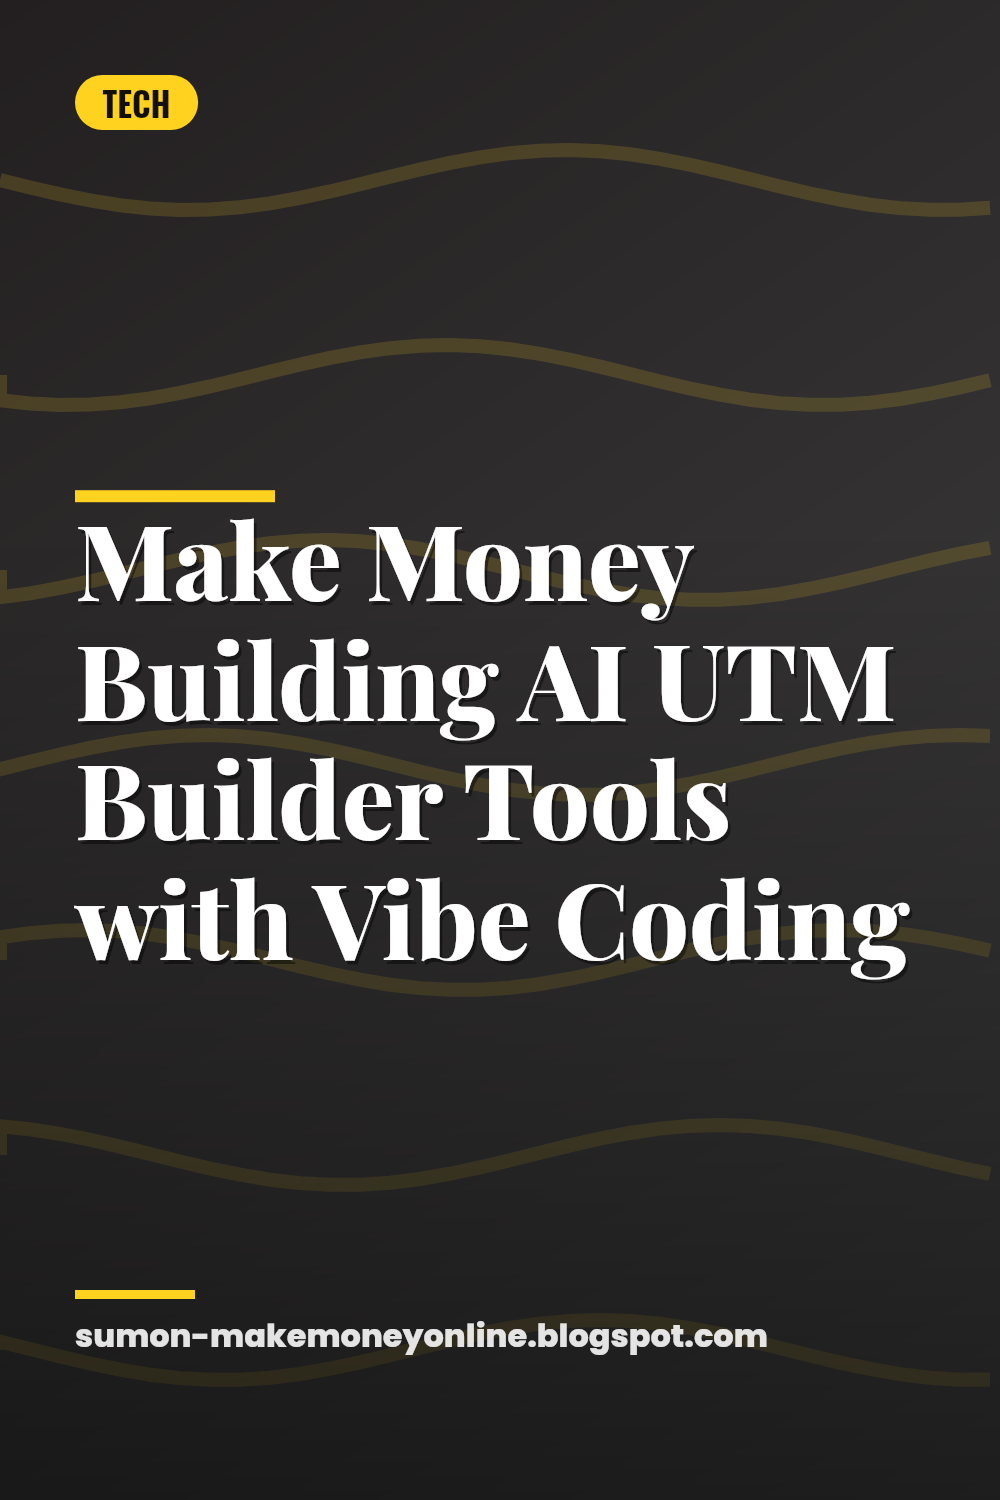 TECH
Make Money
Building AI UTM
Builder Tools
with Vibe Coding
sumon-makemoneyonline.blogspot.com